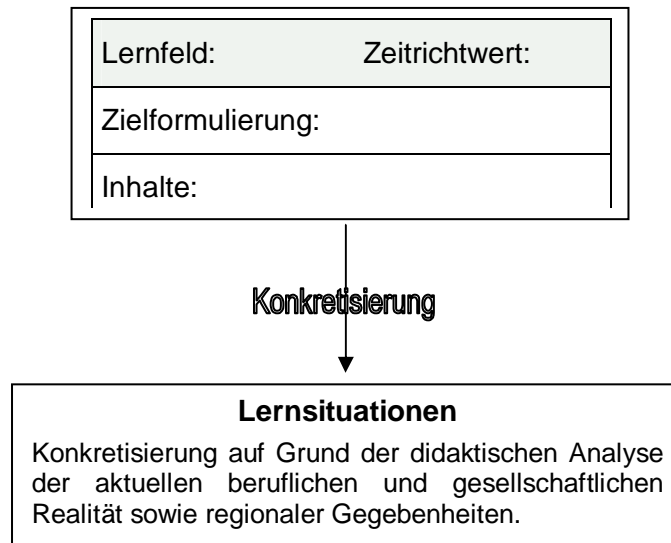 Lernfeld: Zeitrichtwert:
Zielformulierung:
Inhalte:
Konkretisierung
Lernsituationen
Konkretisierung auf Grund der didaktischen Analyse
der aktuellen beruflichen und gesellschaftlichen
Realität sowie regionaler Gegebenheiten.